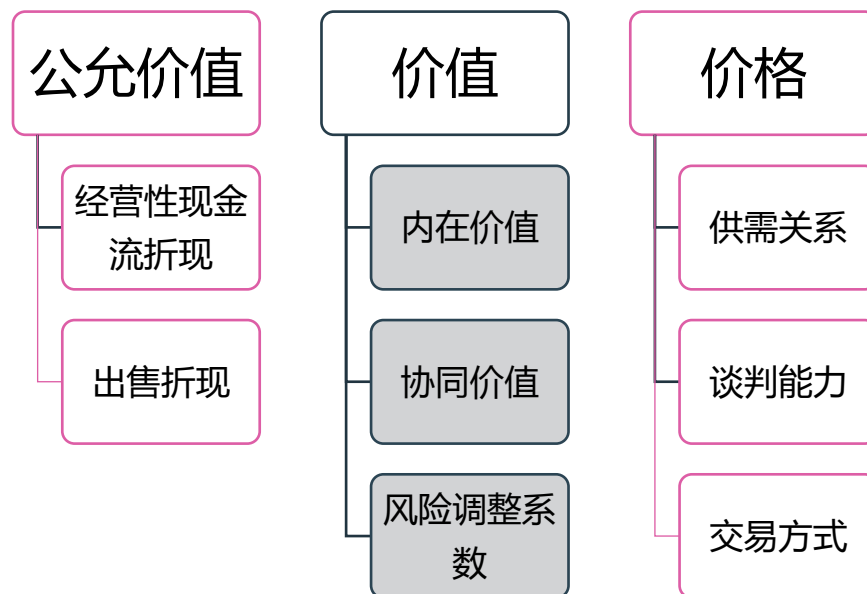 公允价值
经营性现金
流折现
出售折现
价值
内在价值
协同价值
风险调整系
数
价格
供需关系
谈判能力
交易方式